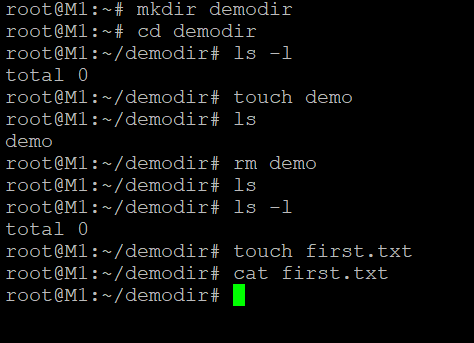 root@M1:~# mkdir demodir
root@M1:~# cd demodir
root@M1:~/demodir# ls -l
total 0
root@M1:~/demodir# touch demo
root@M1:~/demodir# ls
demo
root@M1:~/demodir# rm demo
root@M1:~/demodir# ls
root@M1:~/demodir# ls -l
total 0
root@M1:~/demodir# touch first.txt
root@M1:~/demodir# cat first.txt
root@M1:~/demodir#